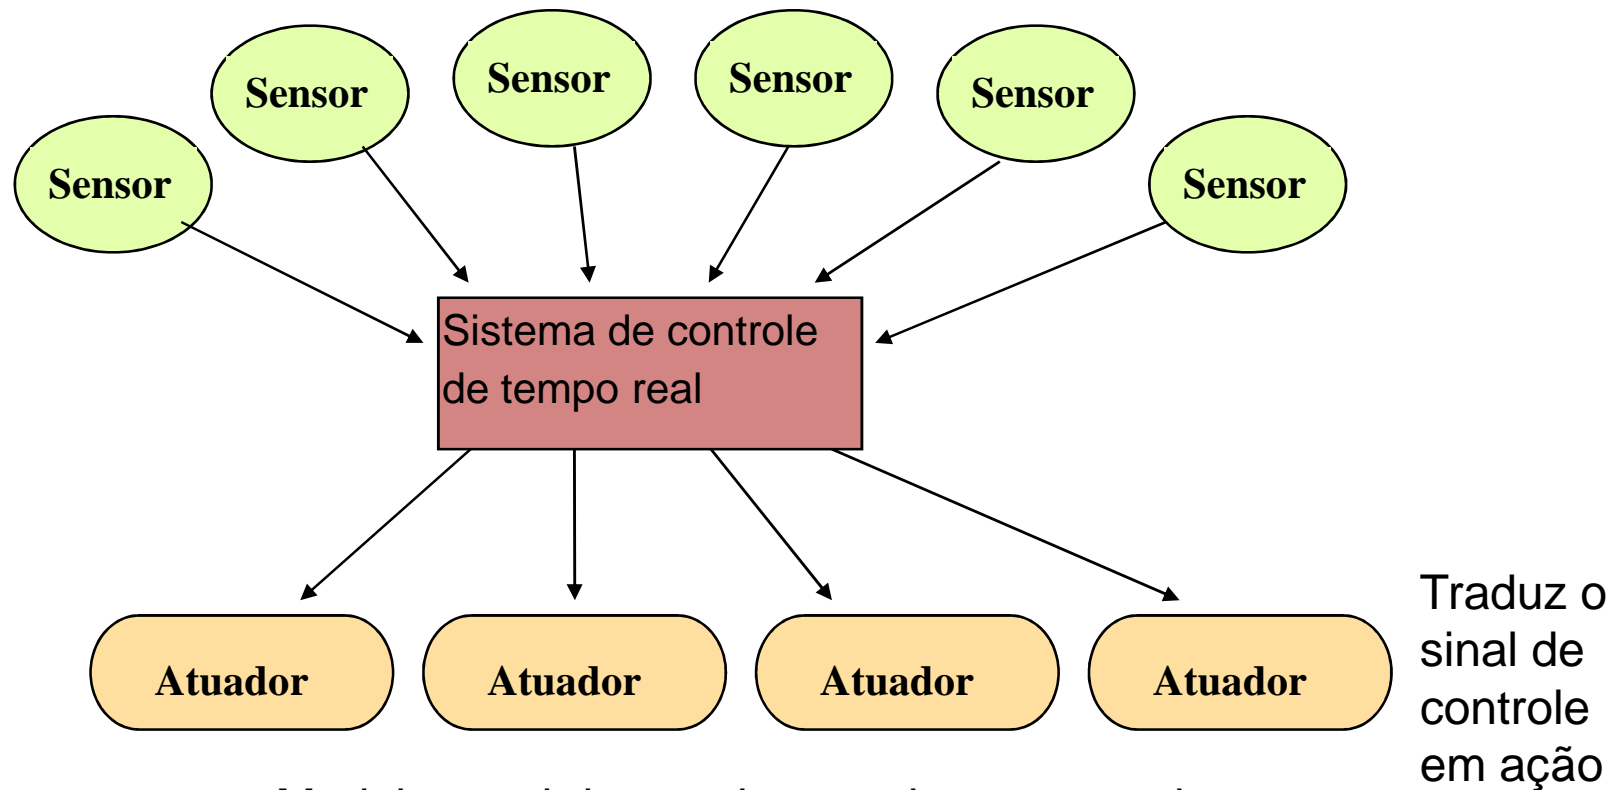 Sensor
Sensor
Sensor
Sensor
Sensor
Sensor
Sistema de controle
de tempo real
Atuador
Atuador
Atuador
Atuador
Traduz o
sinal de
controle
em ação